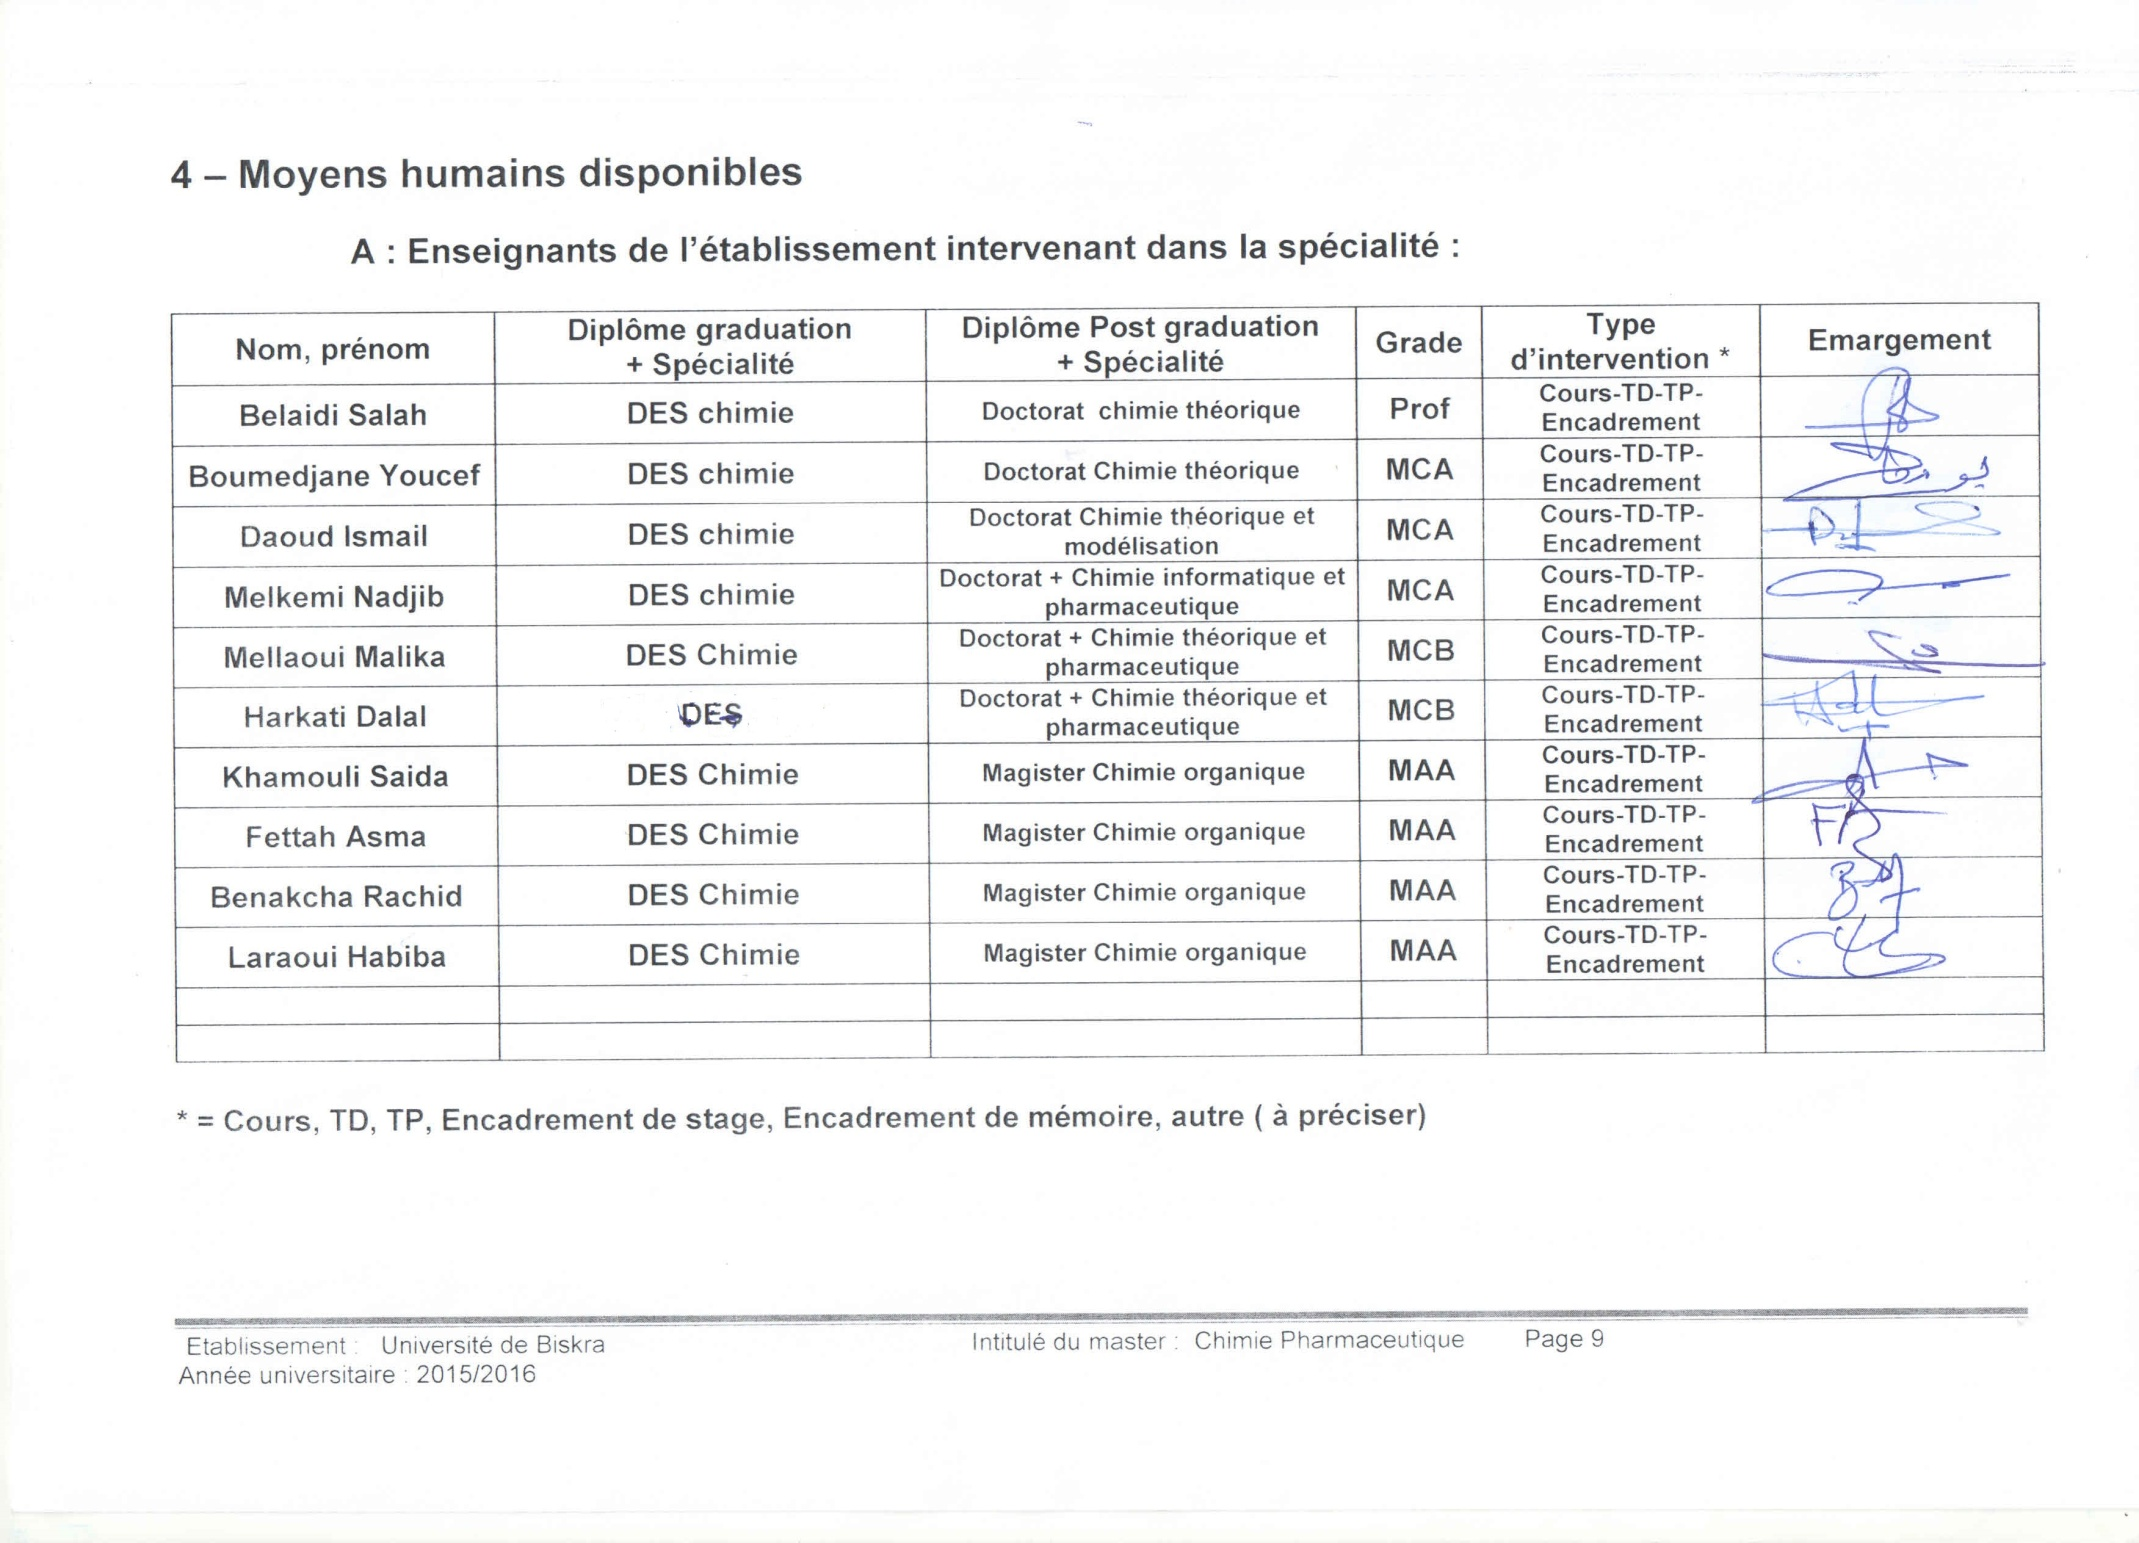 4 – Moyens humains disponibles
A : Enseignants de l'établissement intervenant dans la spécialité :
Nom, prénom Diplôme graduation + Spécialité Diplôme Post graduation + Spécialité Grade Type d'intervention * Emargement
Belaidi Salah DES chimie Doctorat chimie théorique Prof Cours-TD-TP-Encadrement
Boumedjane Youcef DES chimie Doctorat Chimie théorique MCA Cours-TD-TP-Encadrement
Daoud Ismail DES chimie Doctorat Chimie théorique et modélisation MCA Cours-TD-TP-Encadrement
Melkemi Nadjib DES chimie Doctorat + Chimie informatique et pharmaceutique MCA Cours-TD-TP-Encadrement
Mellaoui Malika DES Chimie Doctorat + Chimie théorique et pharmaceutique MCB Cours-TD-TP-Encadrement
Harkati Dalal DES Doctorat + Chimie théorique et pharmaceutique MCB Cours-TD-TP-Encadrement
Khamouli Saida DES Chimie Magister Chimie organique MAA Cours-TD-TP-Encadrement
Fettah Asma DES Chimie Magister Chimie organique MAA Cours-TD-TP-Encadrement
Benakcha Rachid DES Chimie Magister Chimie organique MAA Cours-TD-TP-Encadrement
Laraoui Habiba DES Chimie Magister Chimie organique MAA Cours-TD-TP-Encadrement
* = Cours, TD, TP, Encadrement de stage, Encadrement de mémoire, autre ( à préciser)
Etablissement : Université de Biskra Intitulé du master : Chimie Pharmaceutique Page 9
Année universitaire : 2015/2016